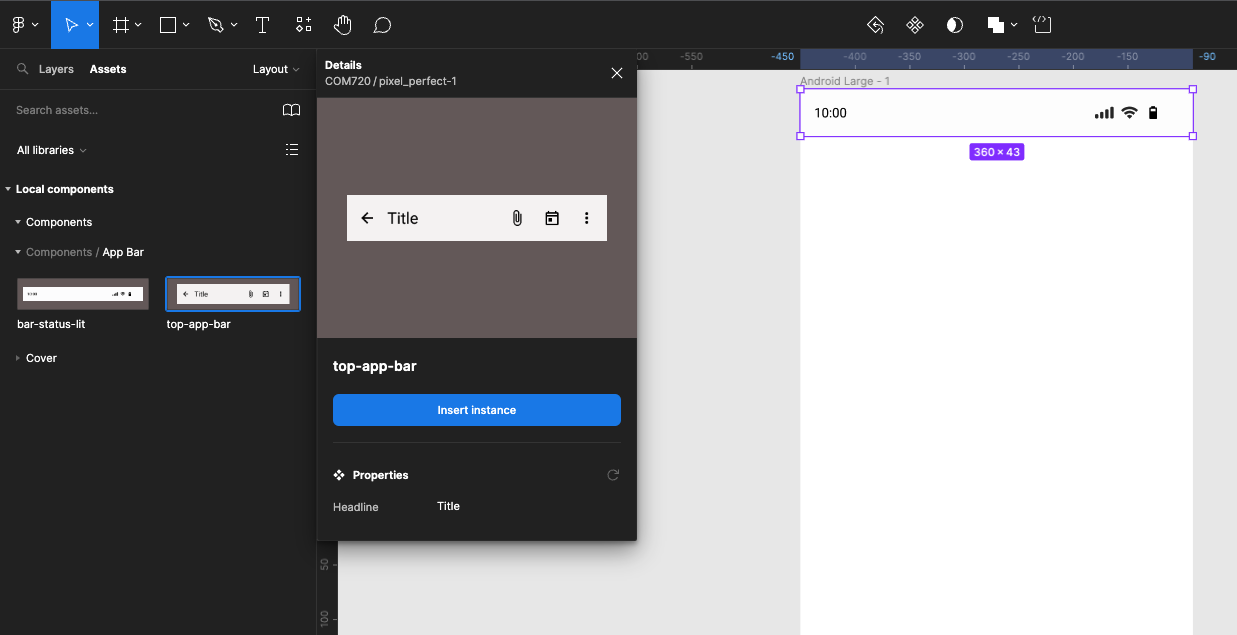 Layers
Assets
Layout
Search assets...
All libraries
Local components
Components
Components / App Bar
10:00
Title
bar-status-lit
top-app-bar
Cover
Details
COM720 / pixel_perfect-1
Title
top-app-bar
Insert instance
Properties
Headline
Title
00
-550
-450
-400
-350
-300
-250
-200
-150
-90
50
100
Android Large - 1
10:00
360 × 43